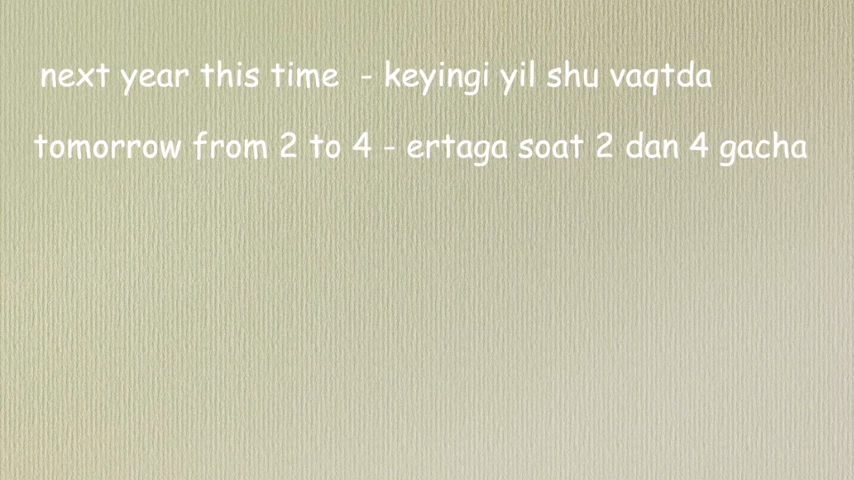 next year this time - keyingi yil shu vaqtda
tomorrow from 2 to 4 - ertaga soat 2 dan 4 gacha